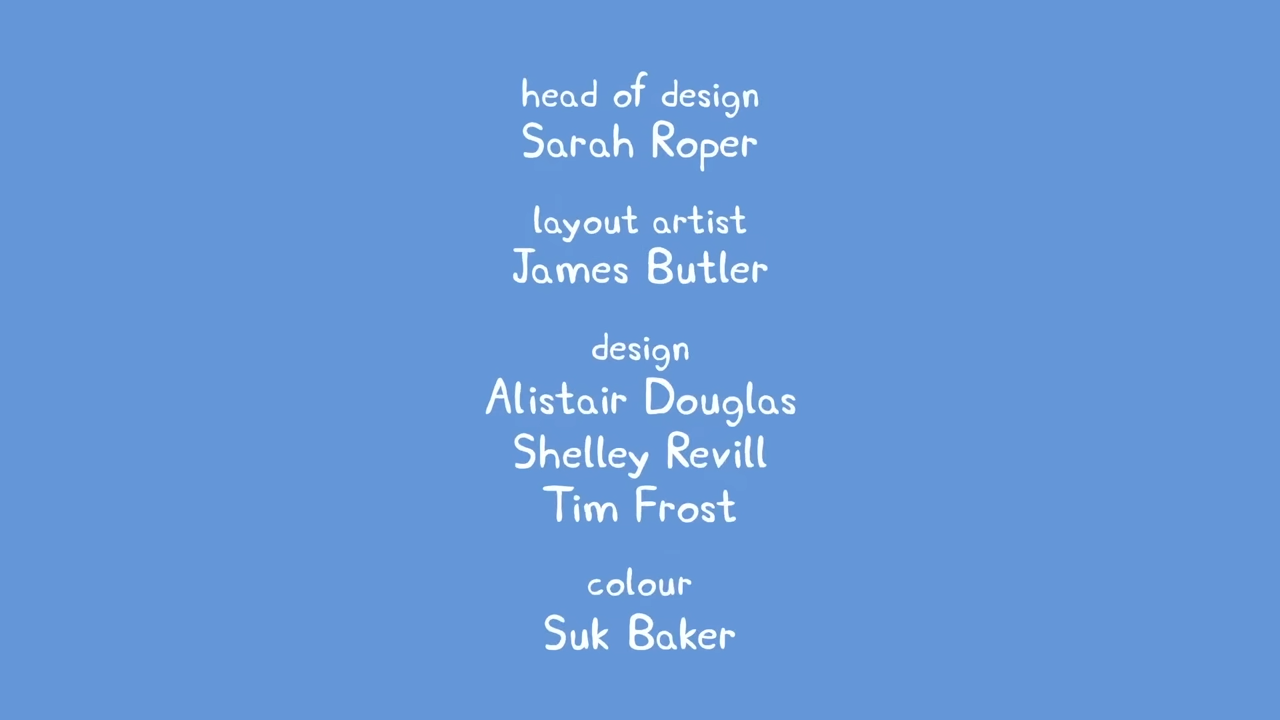 head of design
Sarah Roper
layout artist
James Butler
design
Alistair Douglas
Shelley Revill
Tim Frost
colour
Suk Baker